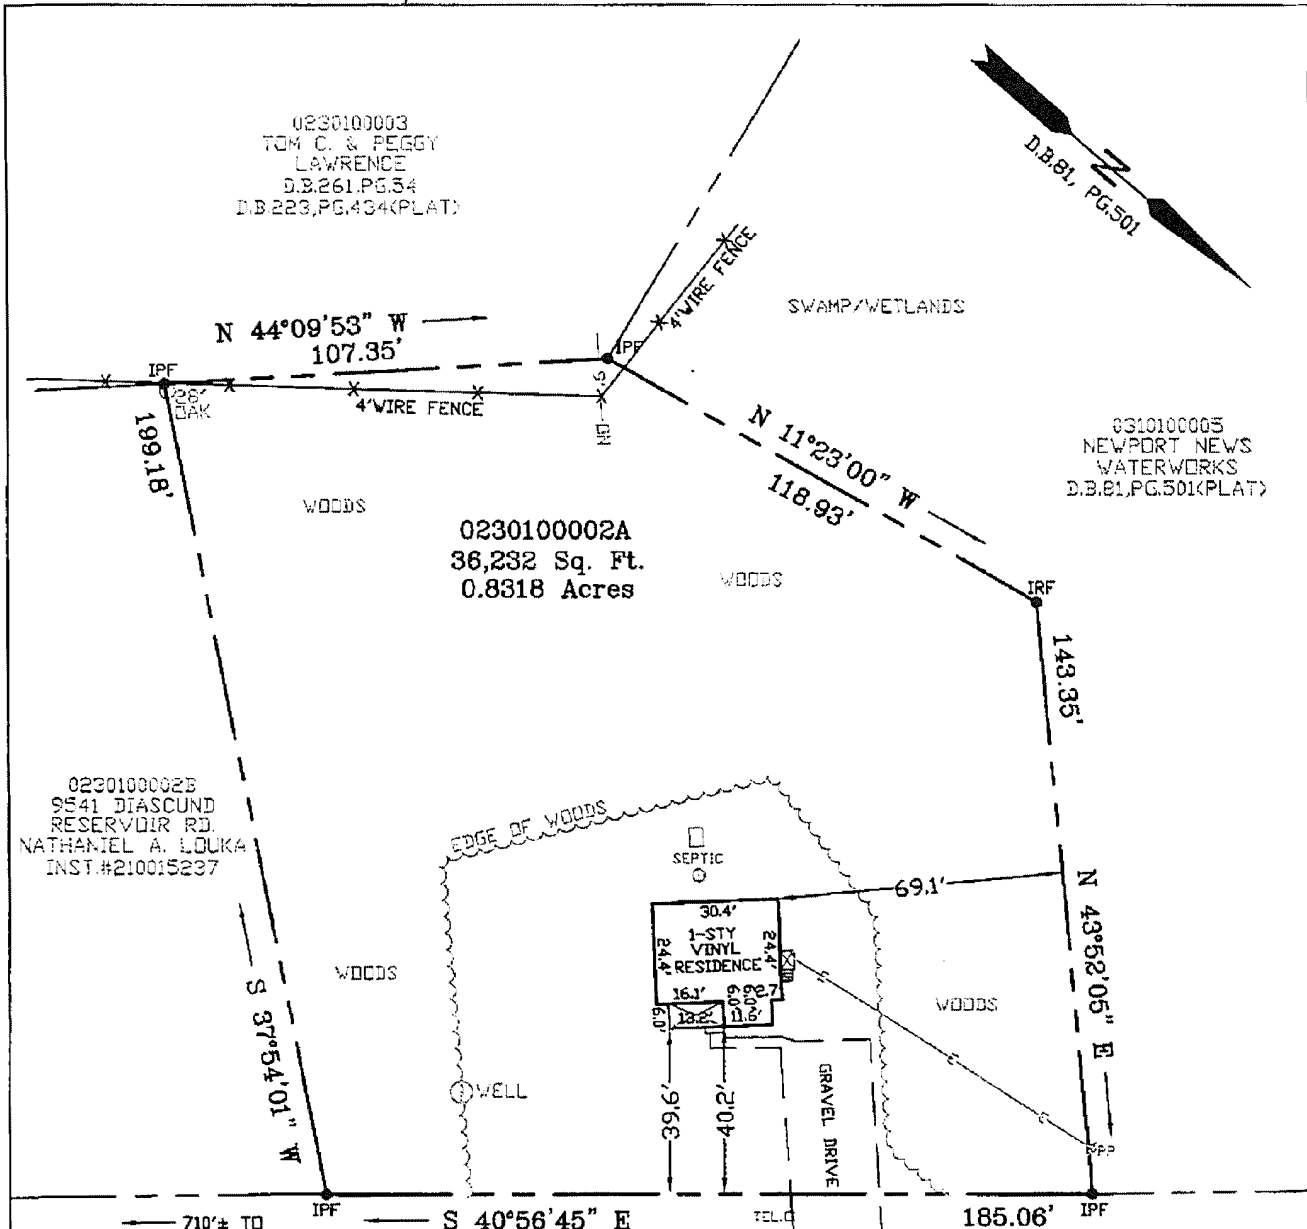 0230100003
TOM C. & PEGGY
LAWRENCE
D.B.261,PG.54
D.B.223,PG.434(PLAT)
N
D.B.81, PG.501
SWAMP/WETLANDS
4'WIRE FENCE
N 44°09'53" W
107.35'
IPF
IPF
26"
OAK
4'WIRE FENCE
199.18'
N 11°23'00" W
118.93'
0310100005
NEWPORT NEWS
WATERWORKS
D.B.81,PG.501(PLAT)
WOODS
0230100002A
36,232 Sq. Ft.
0.8318 Acres
WOODS
IRF
143.35'
0230100002B
9541 DIASCUND
RESERVOIR RD.
NATHANIEL A. LOUKA
INST.#210015237
EDGE OF WOODS
SEPTIC
69.1'
30.4'
1-STY
VINYL
RESIDENCE
24.4'
24.4'
16.1'
6.0'
6.0'
2.7
6.0'
13.2'
11.6'
N 43°52'05" E
WOODS
WOODS
S 37°54'01" W
WELL
39.6'
40.2'
GRAVEL DRIVE
PP
IPF
IPF
710'± TO
S 40°56'45" E
TEL.
185.06'